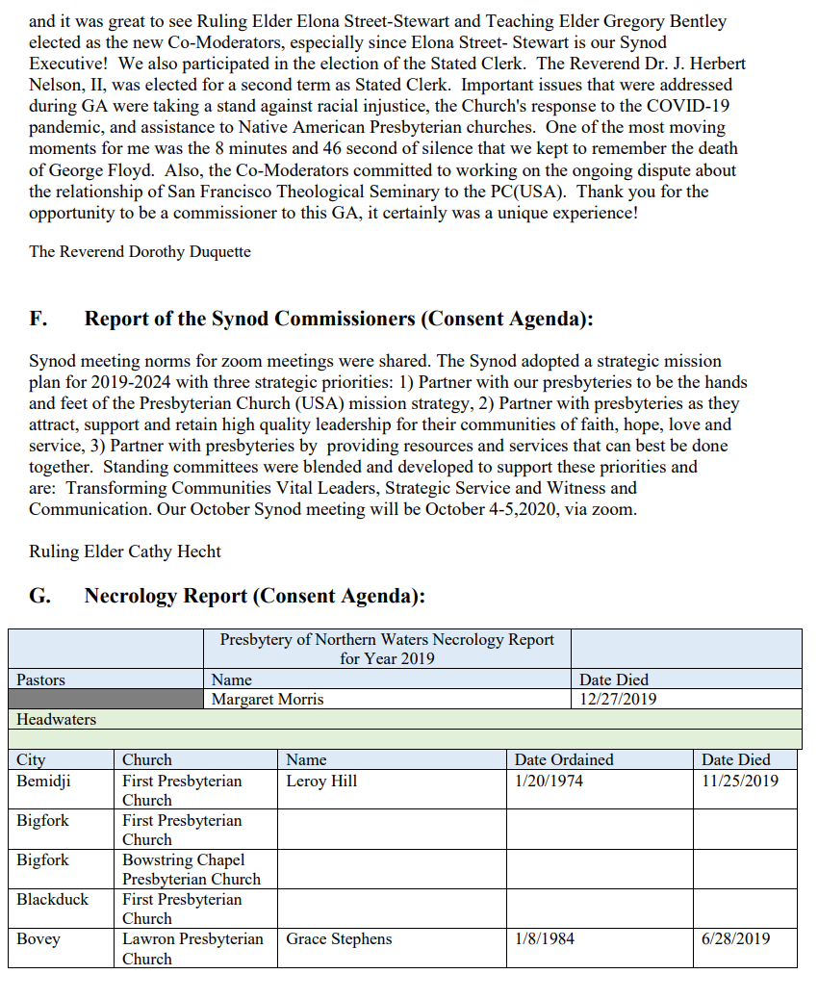 and it was great to see Ruling Elder Elona Street-Stewart and Teaching Elder Gregory Bentley
elected as the new Co-Moderators, especially since Elona Street- Stewart is our Synod
Executive!  We also participated in the election of the Stated Clerk.  The Reverend Dr. J. Herbert
Nelson, II, was elected for a second term as Stated Clerk.  Important issues that were addressed
during GA were taking a stand against racial injustice, the Church's response to the COVID-19
pandemic, and assistance to Native American Presbyterian churches.  One of the most moving
moments for me was the 8 minutes and 46 second of silence that we kept to remember the death
of George Floyd.  Also, the Co-Moderators committed to working on the ongoing dispute about
the relationship of San Francisco Theological Seminary to the PC(USA).  Thank you for the
opportunity to be a commissioner to this GA, it certainly was a unique experience!
The Reverend Dorothy Duquette
F. Report of the Synod Commissioners (Consent Agenda):
Synod meeting norms for zoom meetings were shared. The Synod adopted a strategic mission
plan for 2019-2024 with three strategic priorities: 1) Partner with our presbyteries to be the hands
and feet of the Presbyterian Church (USA) mission strategy, 2) Partner with presbyteries as they
attract, support and retain high quality leadership for their communities of faith, hope, love and
service, 3) Partner with presbyteries by  providing resources and services that can best be done
together.  Standing committees were blended and developed to support these priorities and
are:  Transforming Communities Vital Leaders, Strategic Service and Witness and
Communication. Our October Synod meeting will be October 4-5,2020, via zoom.
Ruling Elder Cathy Hecht
G. Necrology Report (Consent Agenda):
Presbytery of Northern Waters Necrology Report
for Year 2019
Pastors Name Date Died
Margaret Morris 12/27/2019
Headwaters
City Church Name Date Ordained Date Died
Bemidji First Presbyterian Leroy Hill 1/20/1974 11/25/2019
Church
Bigfork First Presbyterian
Church
Bigfork Bowstring Chapel
Presbyterian Church
Blackduck First Presbyterian
Church
Bovey Lawron Presbyterian Grace Stephens 1/8/1984 6/28/2019
Church